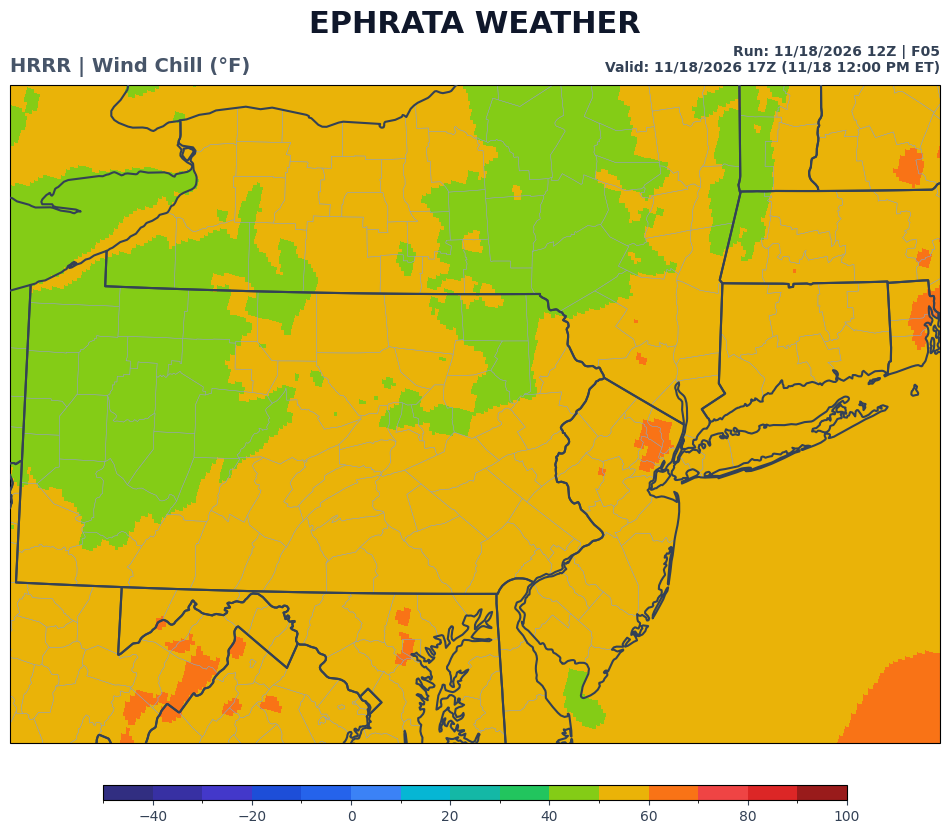 EPHRATA WEATHER
HRRR | Wind Chill (°F)
Run: 11/18/2026 12Z | F05
Valid: 11/18/2026 17Z (11/18 12:00 PM ET)
−40 −20 0 20 40 60 80 100